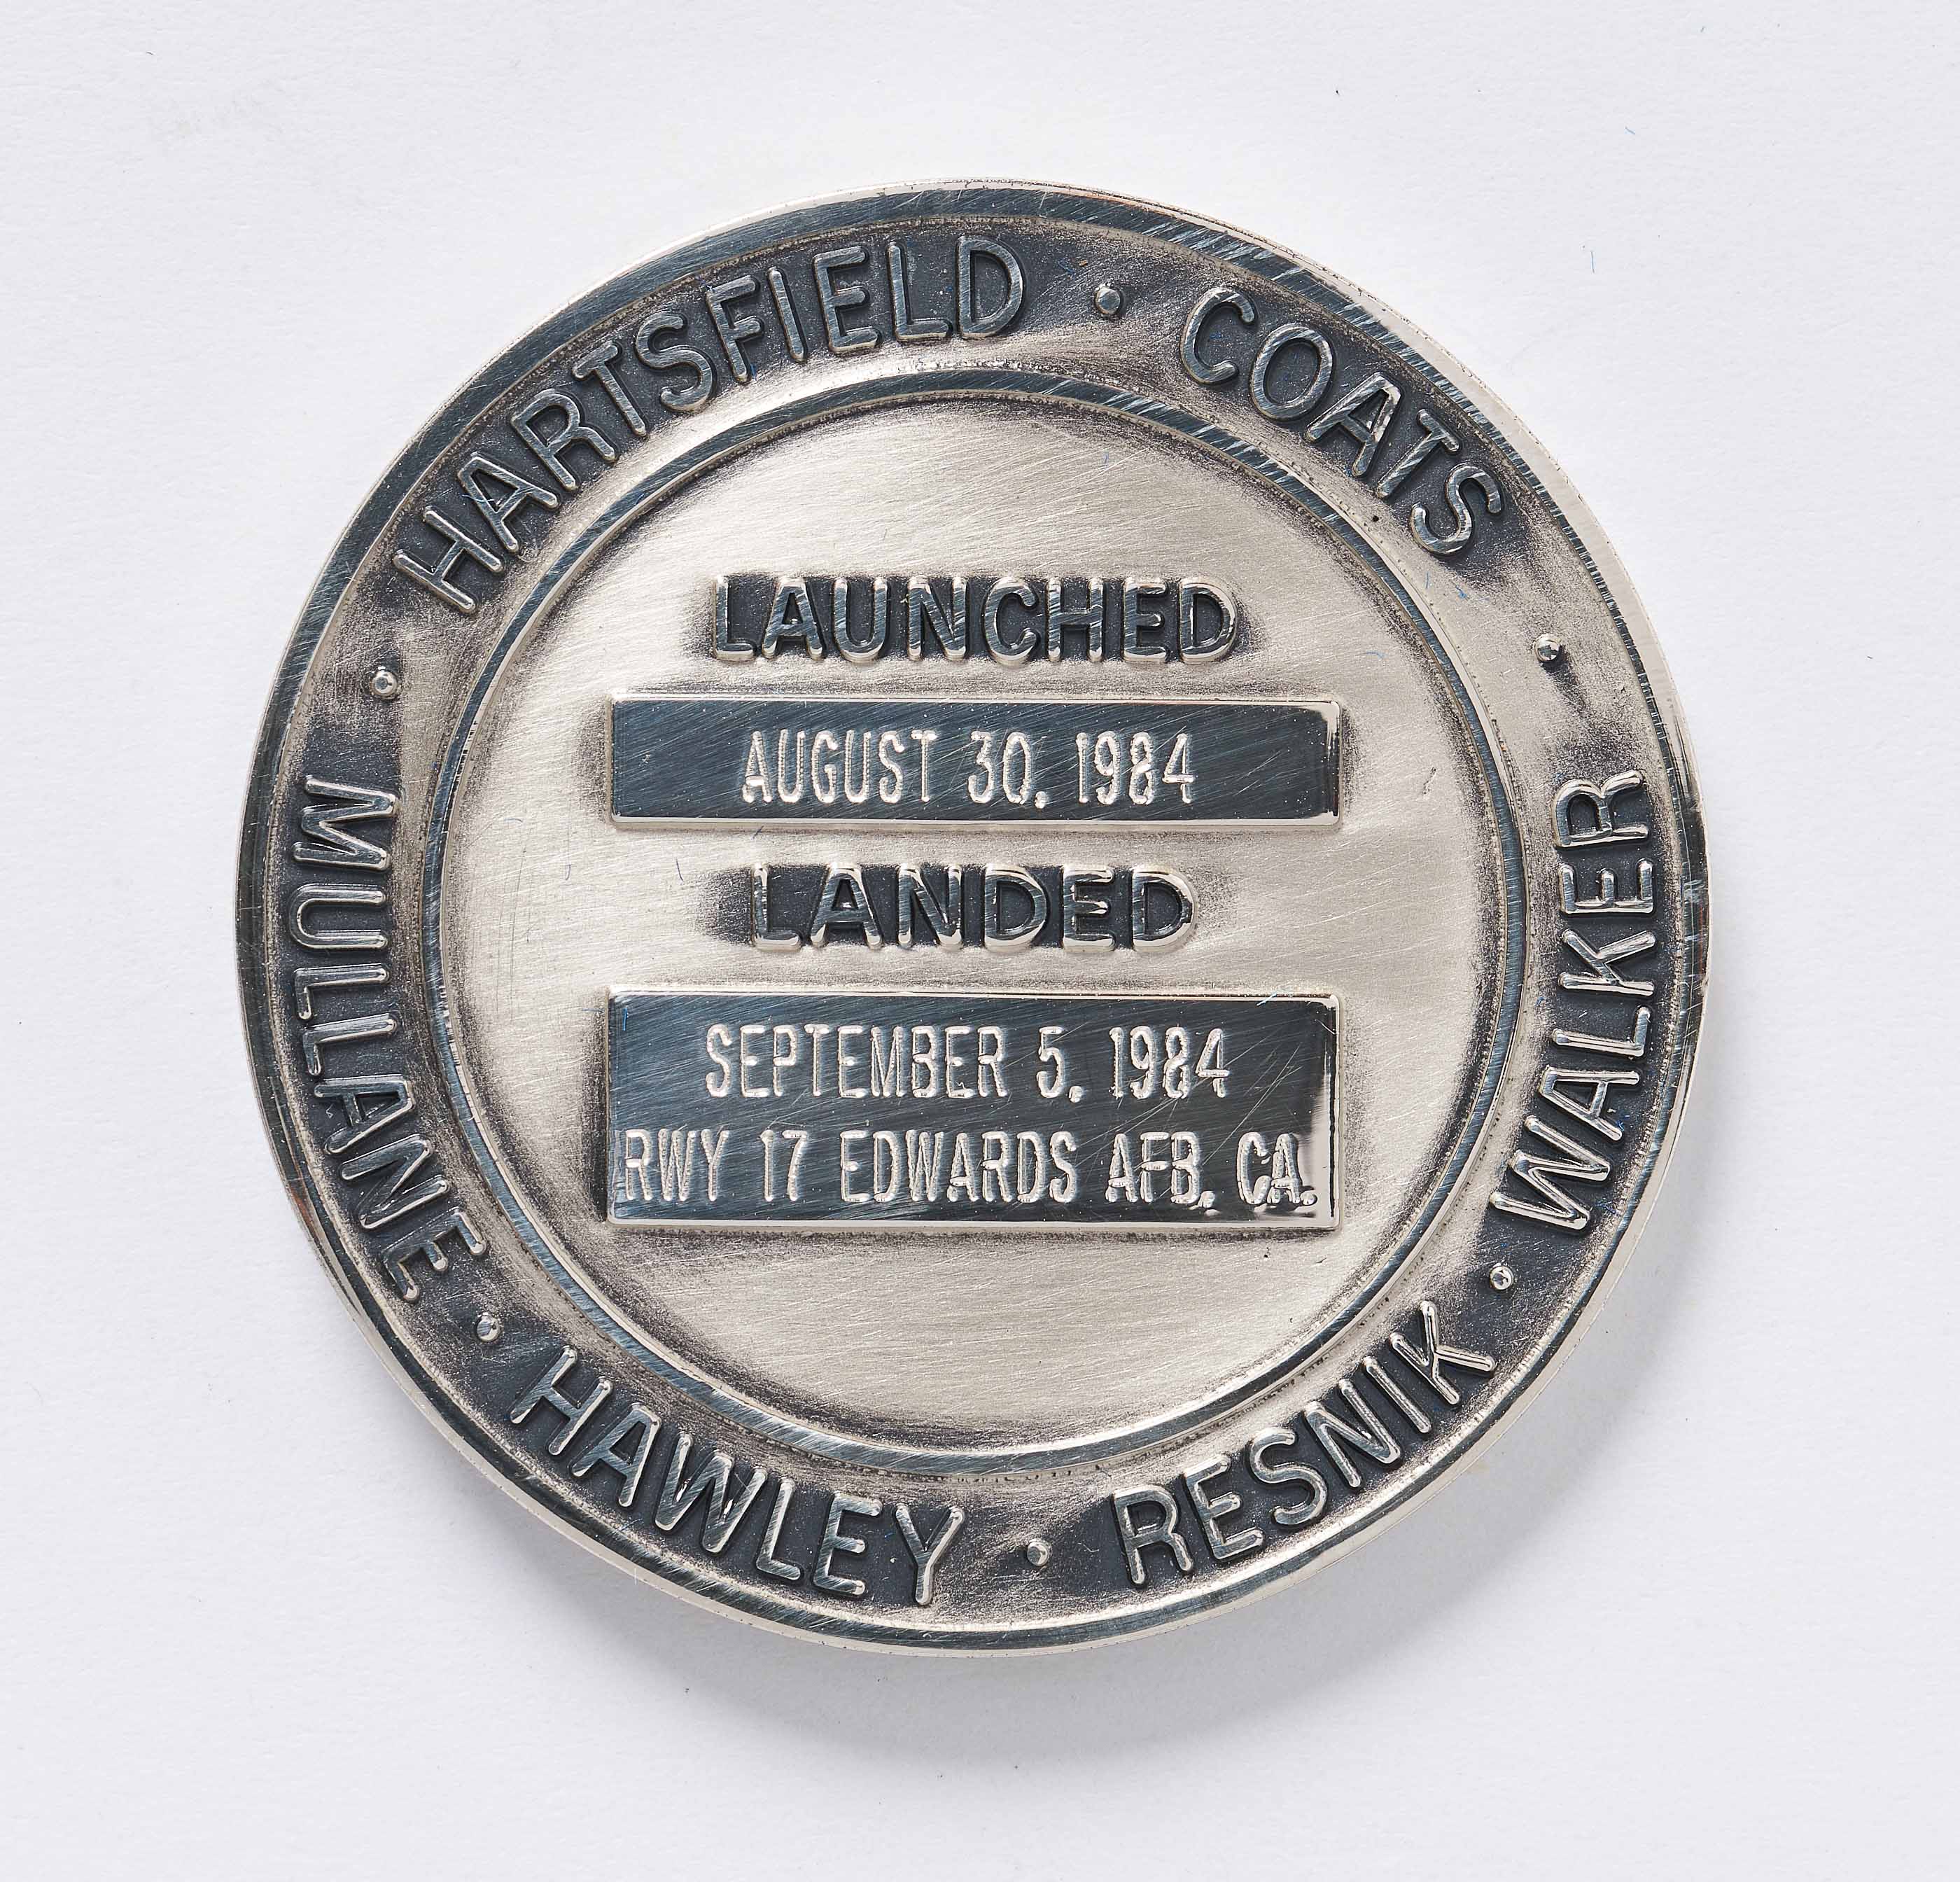 HARTSFIELD · COATS · WALKER · RESNIK · HAWLEY · MULLANE ·
LAUNCHED
AUGUST 30, 1984
LANDED
SEPTEMBER 5, 1984
RWY 17 EDWARDS AFB, CA.